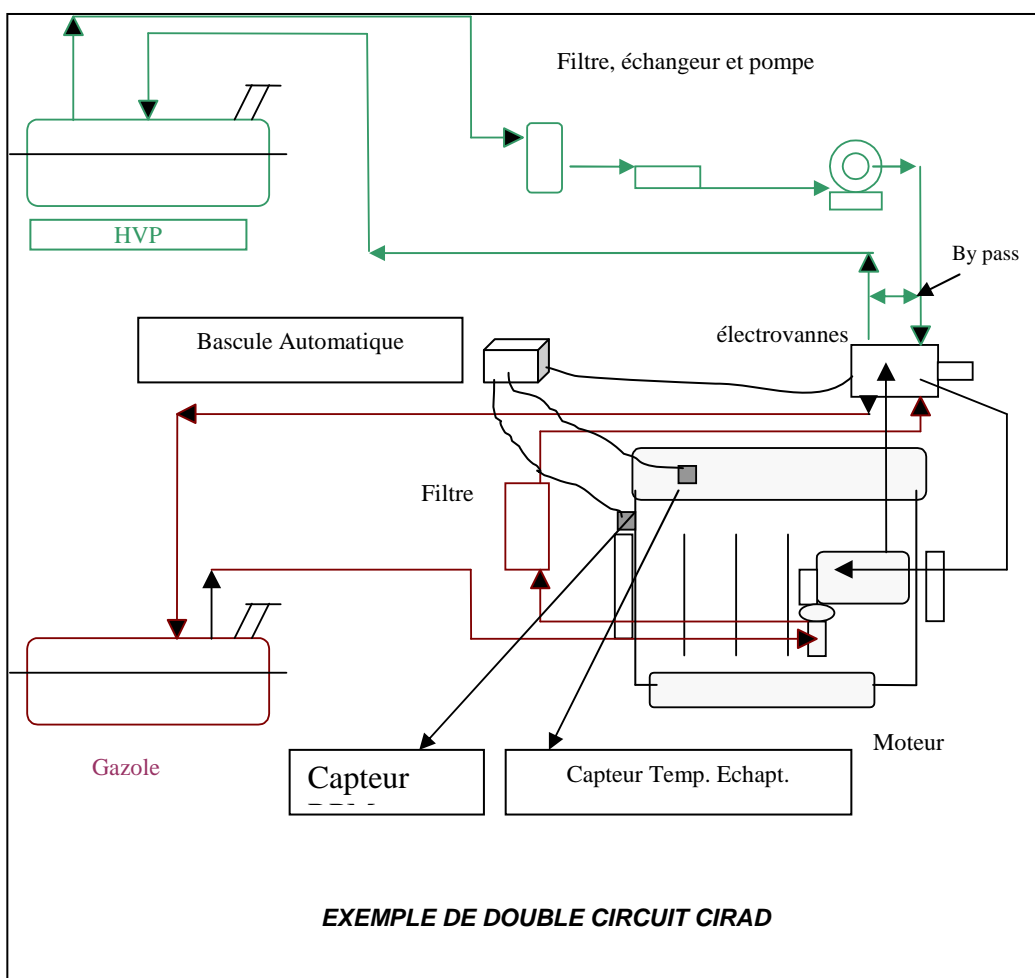 Filtre, échangeur et pompe
HVP
By pass
Bascule Automatique
électrovannes
Filtre
Moteur
Gazole
Capteur
Capteur Temp. Echapt.
EXEMPLE DE DOUBLE CIRCUIT CIRAD